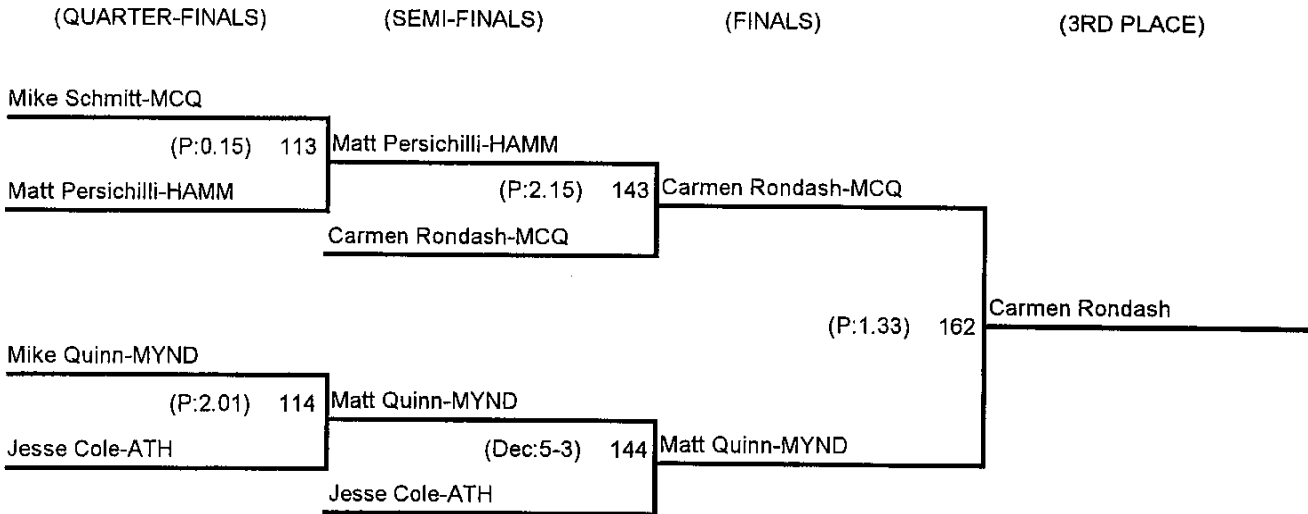 (QUARTER-FINALS) (SEMI-FINALS) (FINALS) (3RD PLACE)
Mike Schmitt-MCQ
(P:0.15) 113 Matt Persichilli-HAMM
Matt Persichilli-HAMM (P:2.15) 143 Carmen Rondash-MCQ
Carmen Rondash-MCQ
(P:1.33) 162 Carmen Rondash
Mike Quinn-MYND
(P:2.01) 114 Matt Quinn-MYND
Jesse Cole-ATH (Dec:5-3) 144 Matt Quinn-MYND
Jesse Cole-ATH